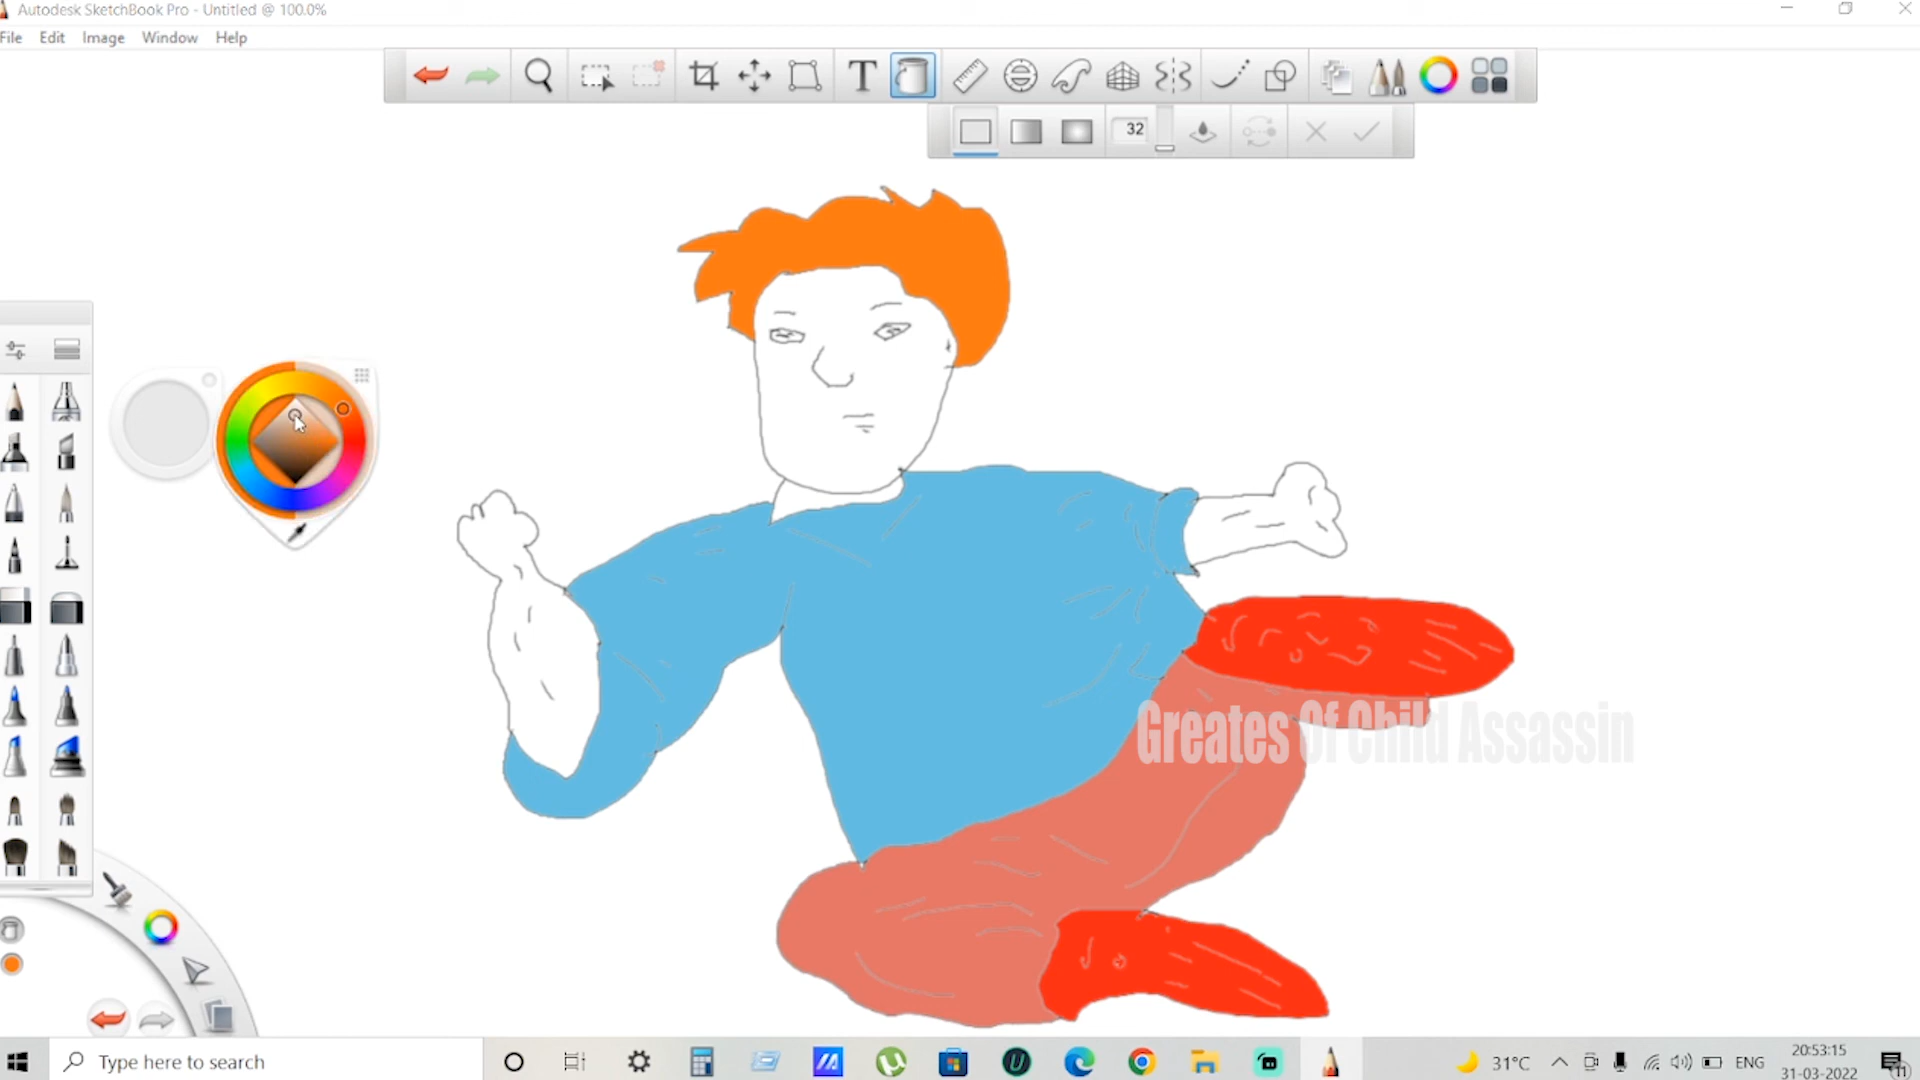 Autodesk SketchBook Pro - Untitled @ 100.0%
File Edit Image Window Help
T
32
Greates Of Child Assassin
Type here to search
31°C
ENG
20:53:15
31-03-2022
11